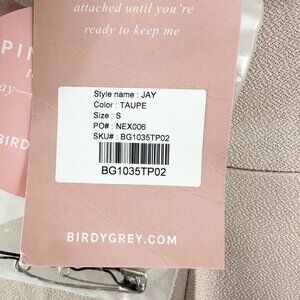 attached until you're
ready to keep me
PIN
ay—
BIRD
Style name : JAY
Color : TAUPE
Size : S
PO# : NEX006
SKU# : BG1035TP02
BG1035TP02
BIRDYGREY.COM